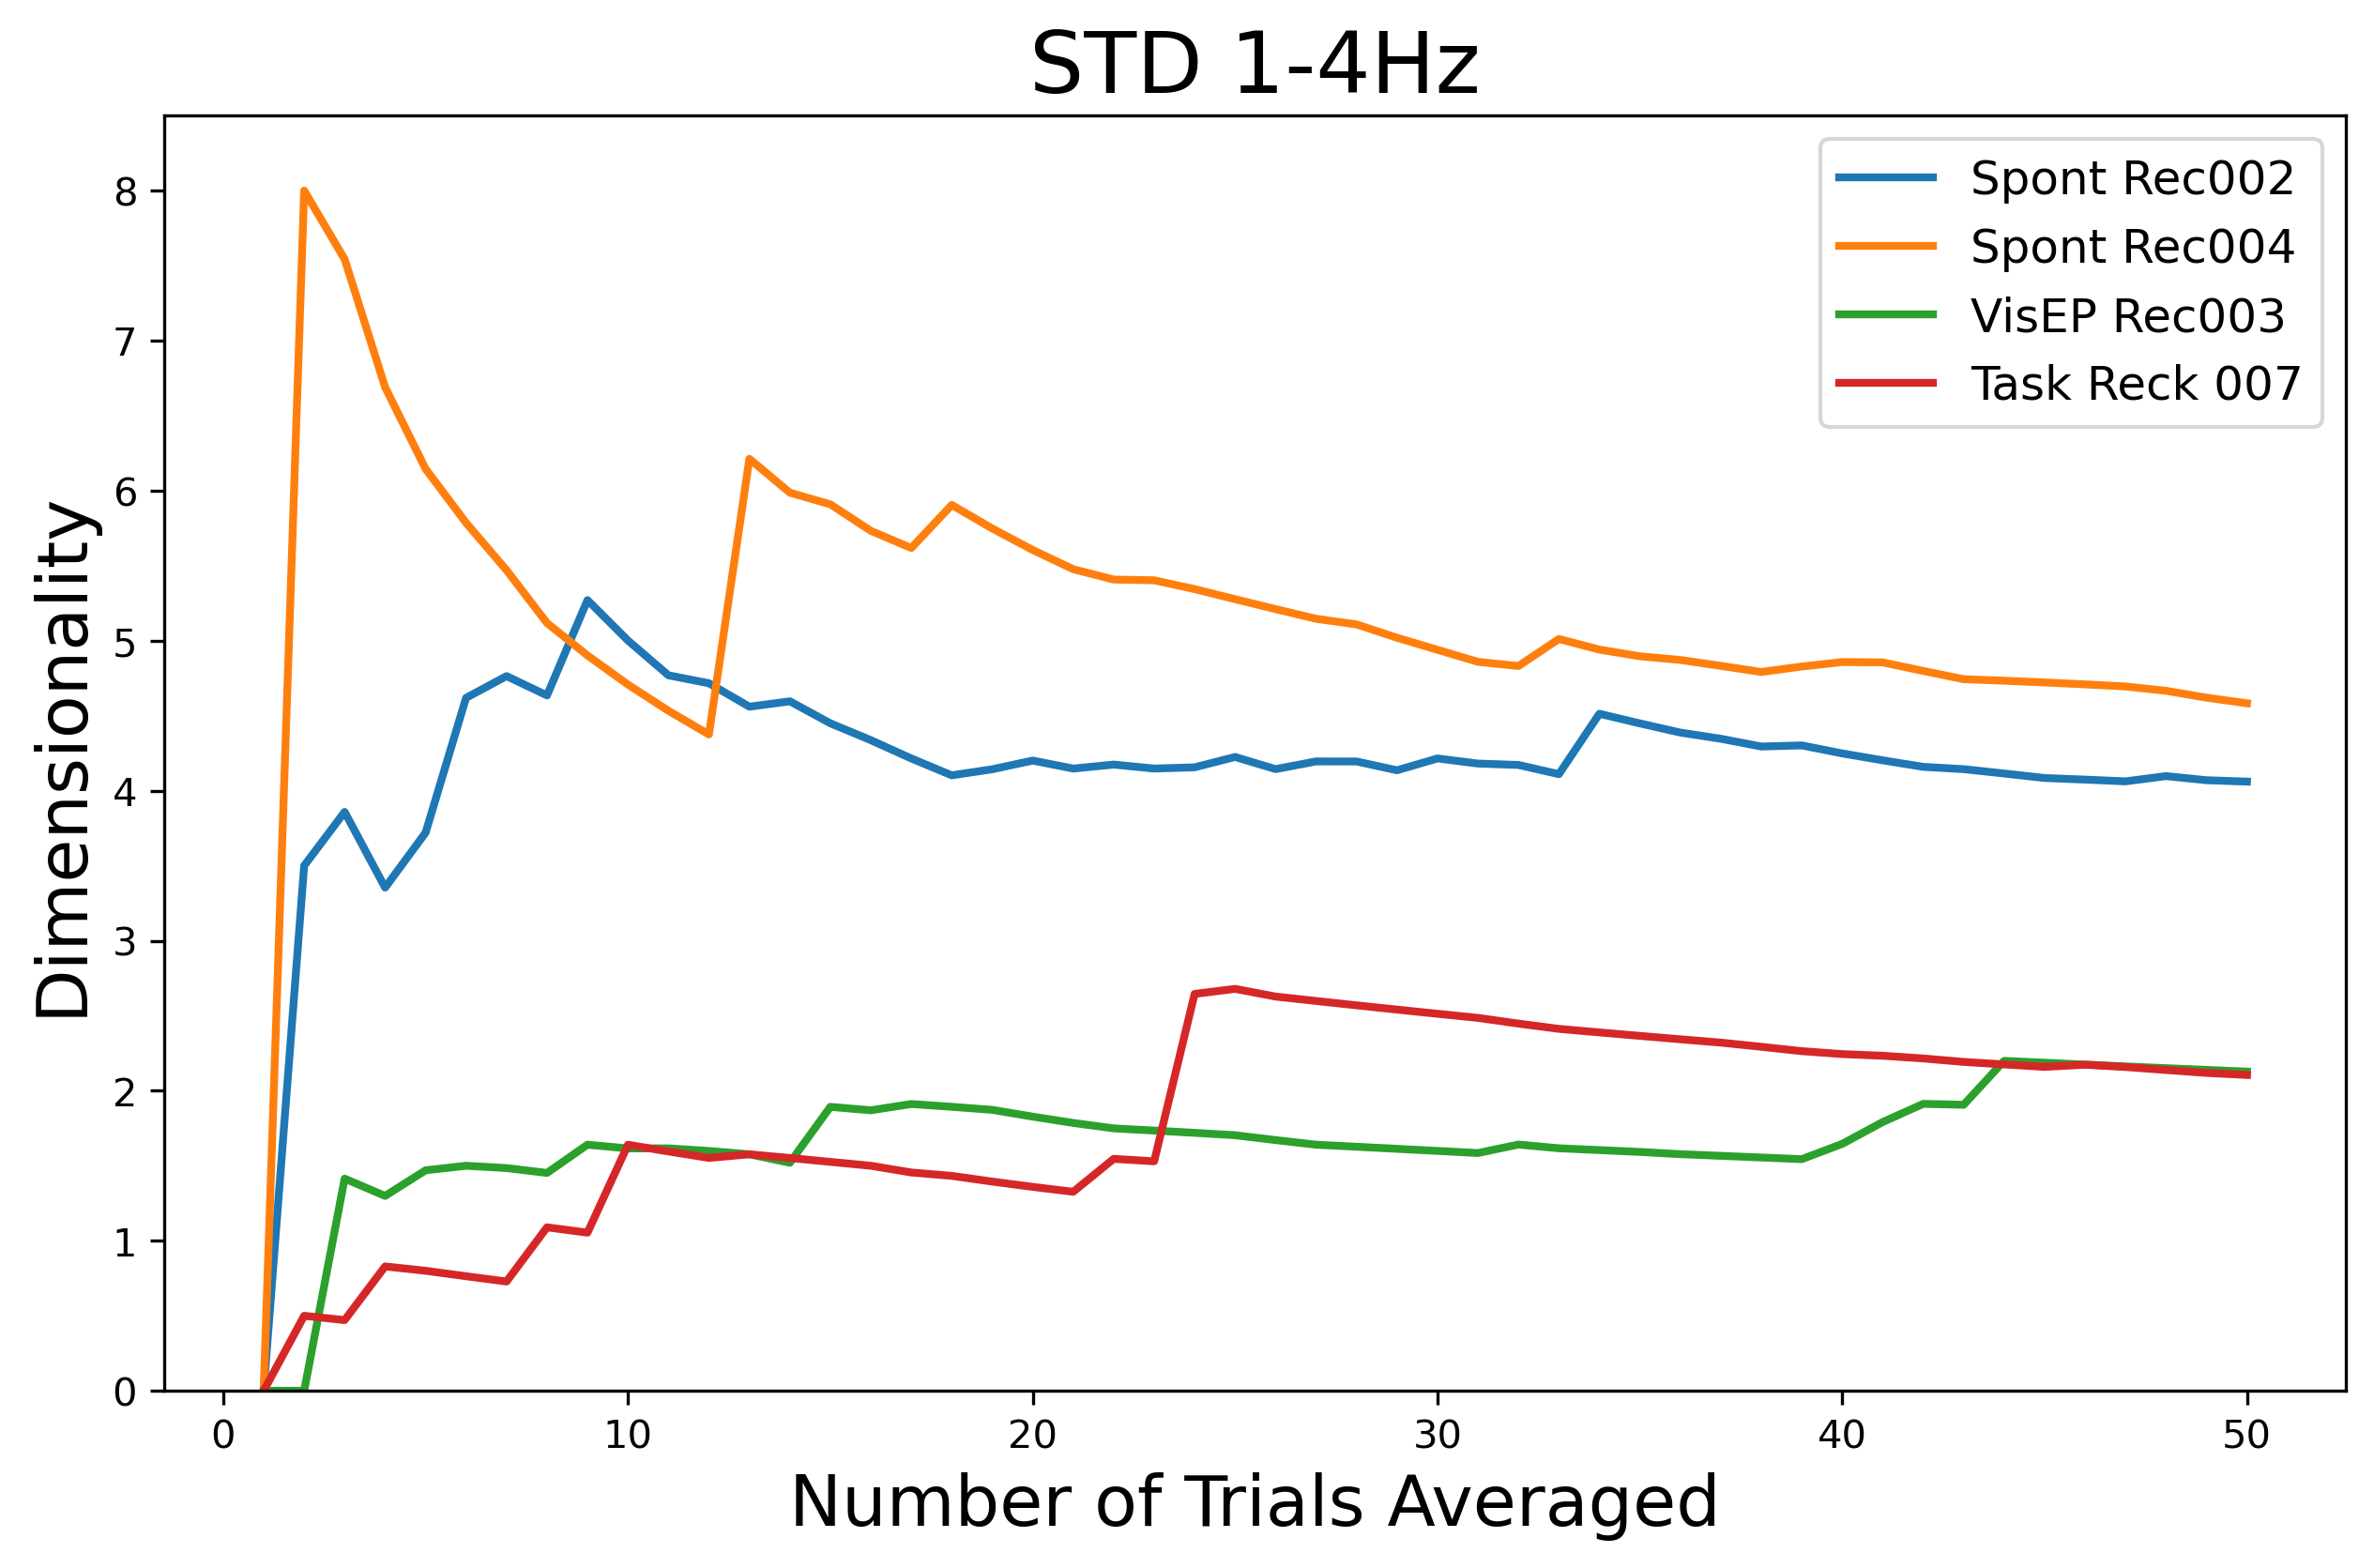 STD 1-4Hz
Spont Rec002
Spont Rec004
VisEP Rec003
Task Reck 007
Dimensionality
8
7
6
5
4
3
2
1
0
0 10 20 30 40 50
Number of Trials Averaged